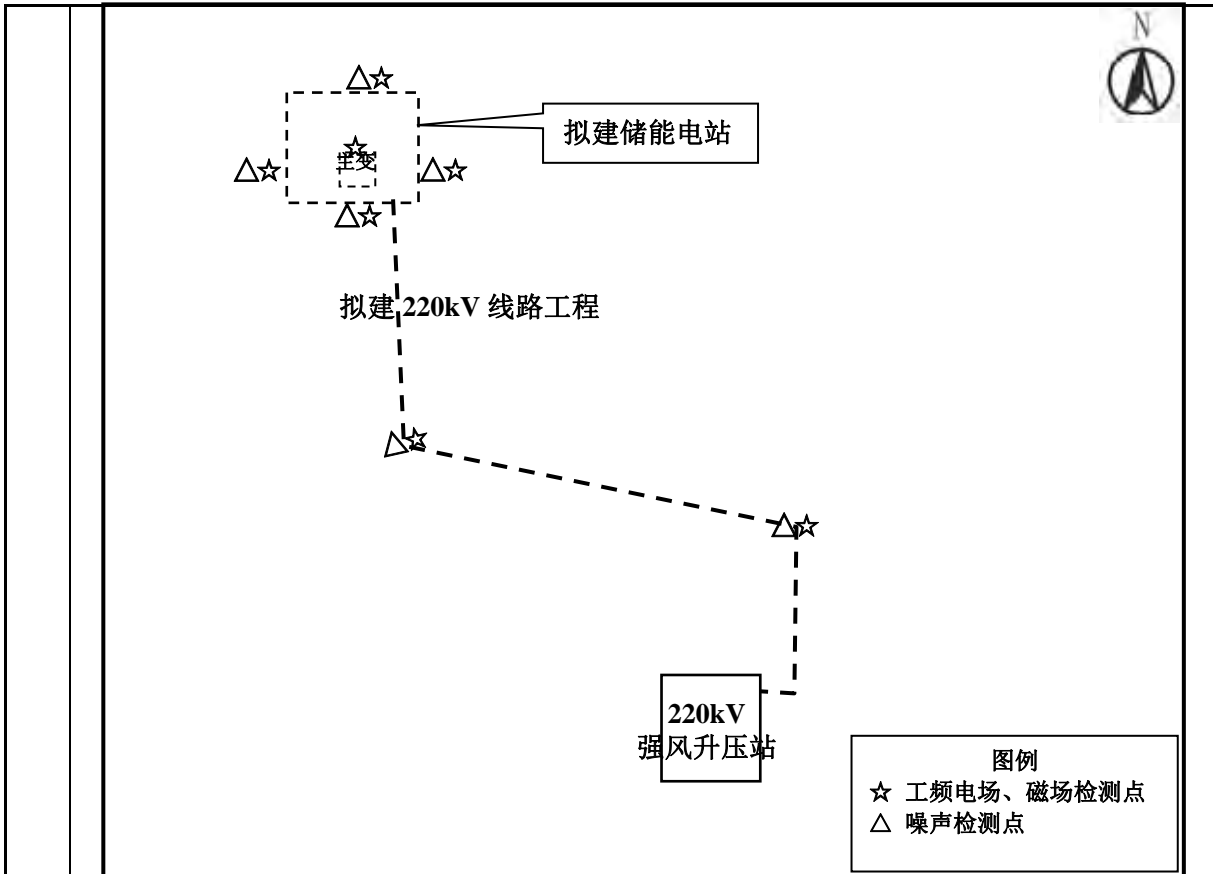 N
拟建储能电站
主变
拟建 220kV 线路工程
220kV
强风升压站
图例
☆ 工频电场、磁场检测点
△ 噪声检测点